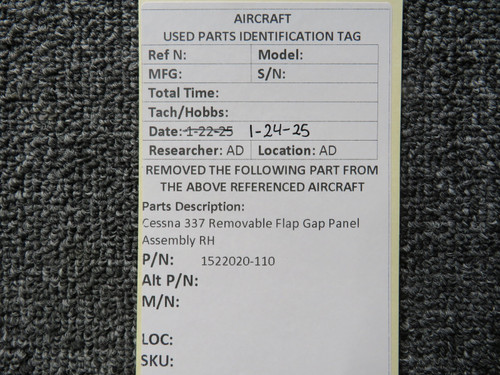 AIRCRAFT
USED PARTS IDENTIFICATION TAG
Ref N: Model:
MFG: S/N:
Total Time:
Tach/Hobbs:
Date: 1-22-25 1-24-25
Researcher: AD Location: AD
REMOVED THE FOLLOWING PART FROM
THE ABOVE REFERENCED AIRCRAFT
Parts Description:
Cessna 337 Removable Flap Gap Panel
Assembly RH
P/N: 1522020-110
Alt P/N:
M/N:
LOC:
SKU: